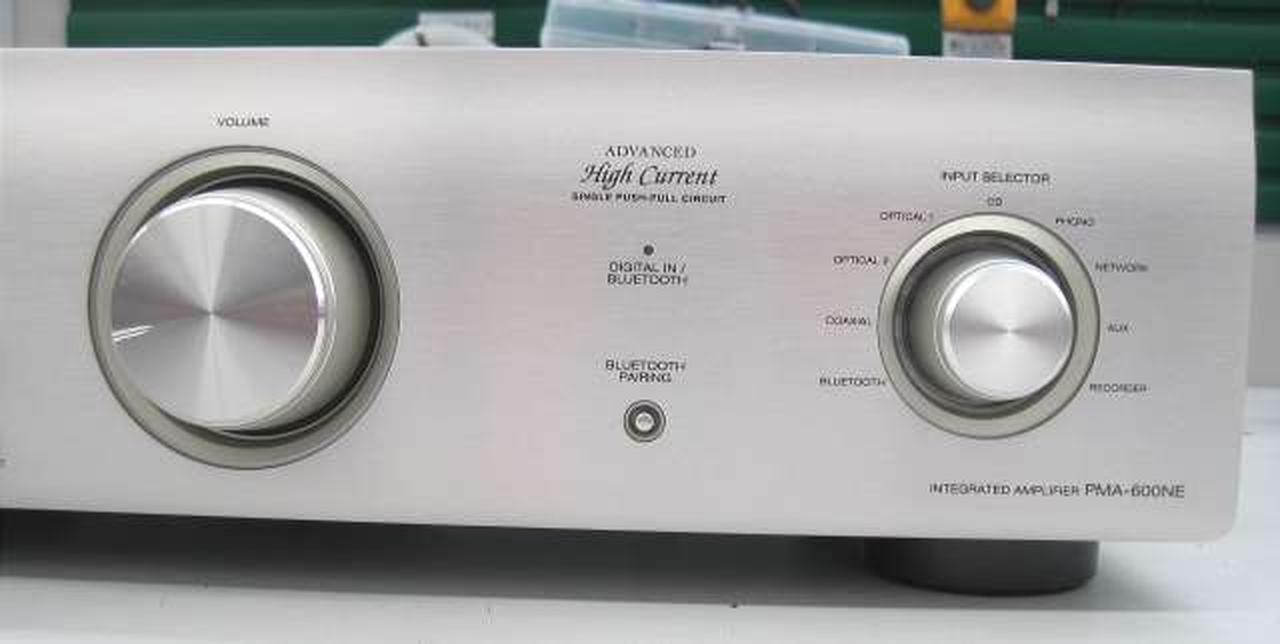 VOLUME
ADVANCED
High Current
SINGLE PUSH-PULL CIRCUIT
DIGITAL IN /
BLUETOOTH
BLUETOOTH
PAIRING
INPUT SELECTOR
CD
OPTICAL 1
PHONO
OPTICAL 2
NETWORK
COAXIAL
AUX
BLUETOOTH
RECORDER
INTEGRATED AMPLIFIER PMA-600NE